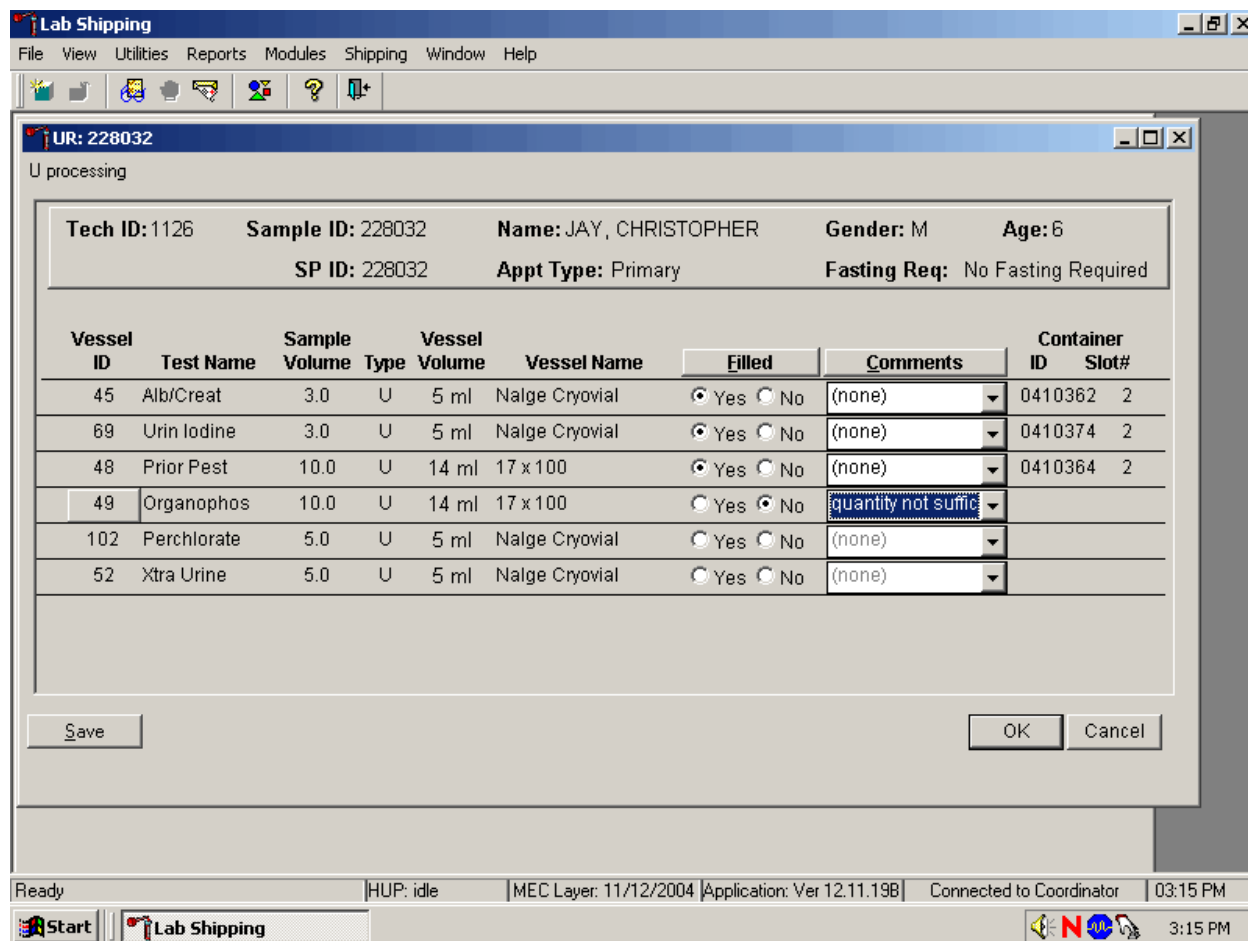 Lab Shipping
File View Utilities Reports Modules Shipping Window Help
UR: 228032
U processing
Tech ID: 1126 Sample ID: 228032 Name: JAY, CHRISTOPHER Gender: M Age: 6
SP ID: 228032 Appt Type: Primary Fasting Req: No Fasting Required
Vessel Sample Vessel Container
ID Test Name Volume Type Volume Vessel Name Filled Comments ID Slot#
45 Alb/Creat 3.0 U 5 ml Nalge Cryovial Yes No (none) 0410362 2
69 Urin Iodine 3.0 U 5 ml Nalge Cryovial Yes No (none) 0410374 2
48 Prior Pest 10.0 U 14 ml 17 x 100 Yes No (none) 0410364 2
49 Organophos 10.0 U 14 ml 17 x 100 Yes No quantity not suffic
102 Perchlorate 5.0 U 5 ml Nalge Cryovial Yes No (none)
52 Xtra Urine 5.0 U 5 ml Nalge Cryovial Yes No (none)
Save OK Cancel
Ready HUP: idle MEC Layer: 11/12/2004 Application: Ver 12.11.19B Connected to Coordinator 03:15 PM
Start Lab Shipping N 3:15 PM